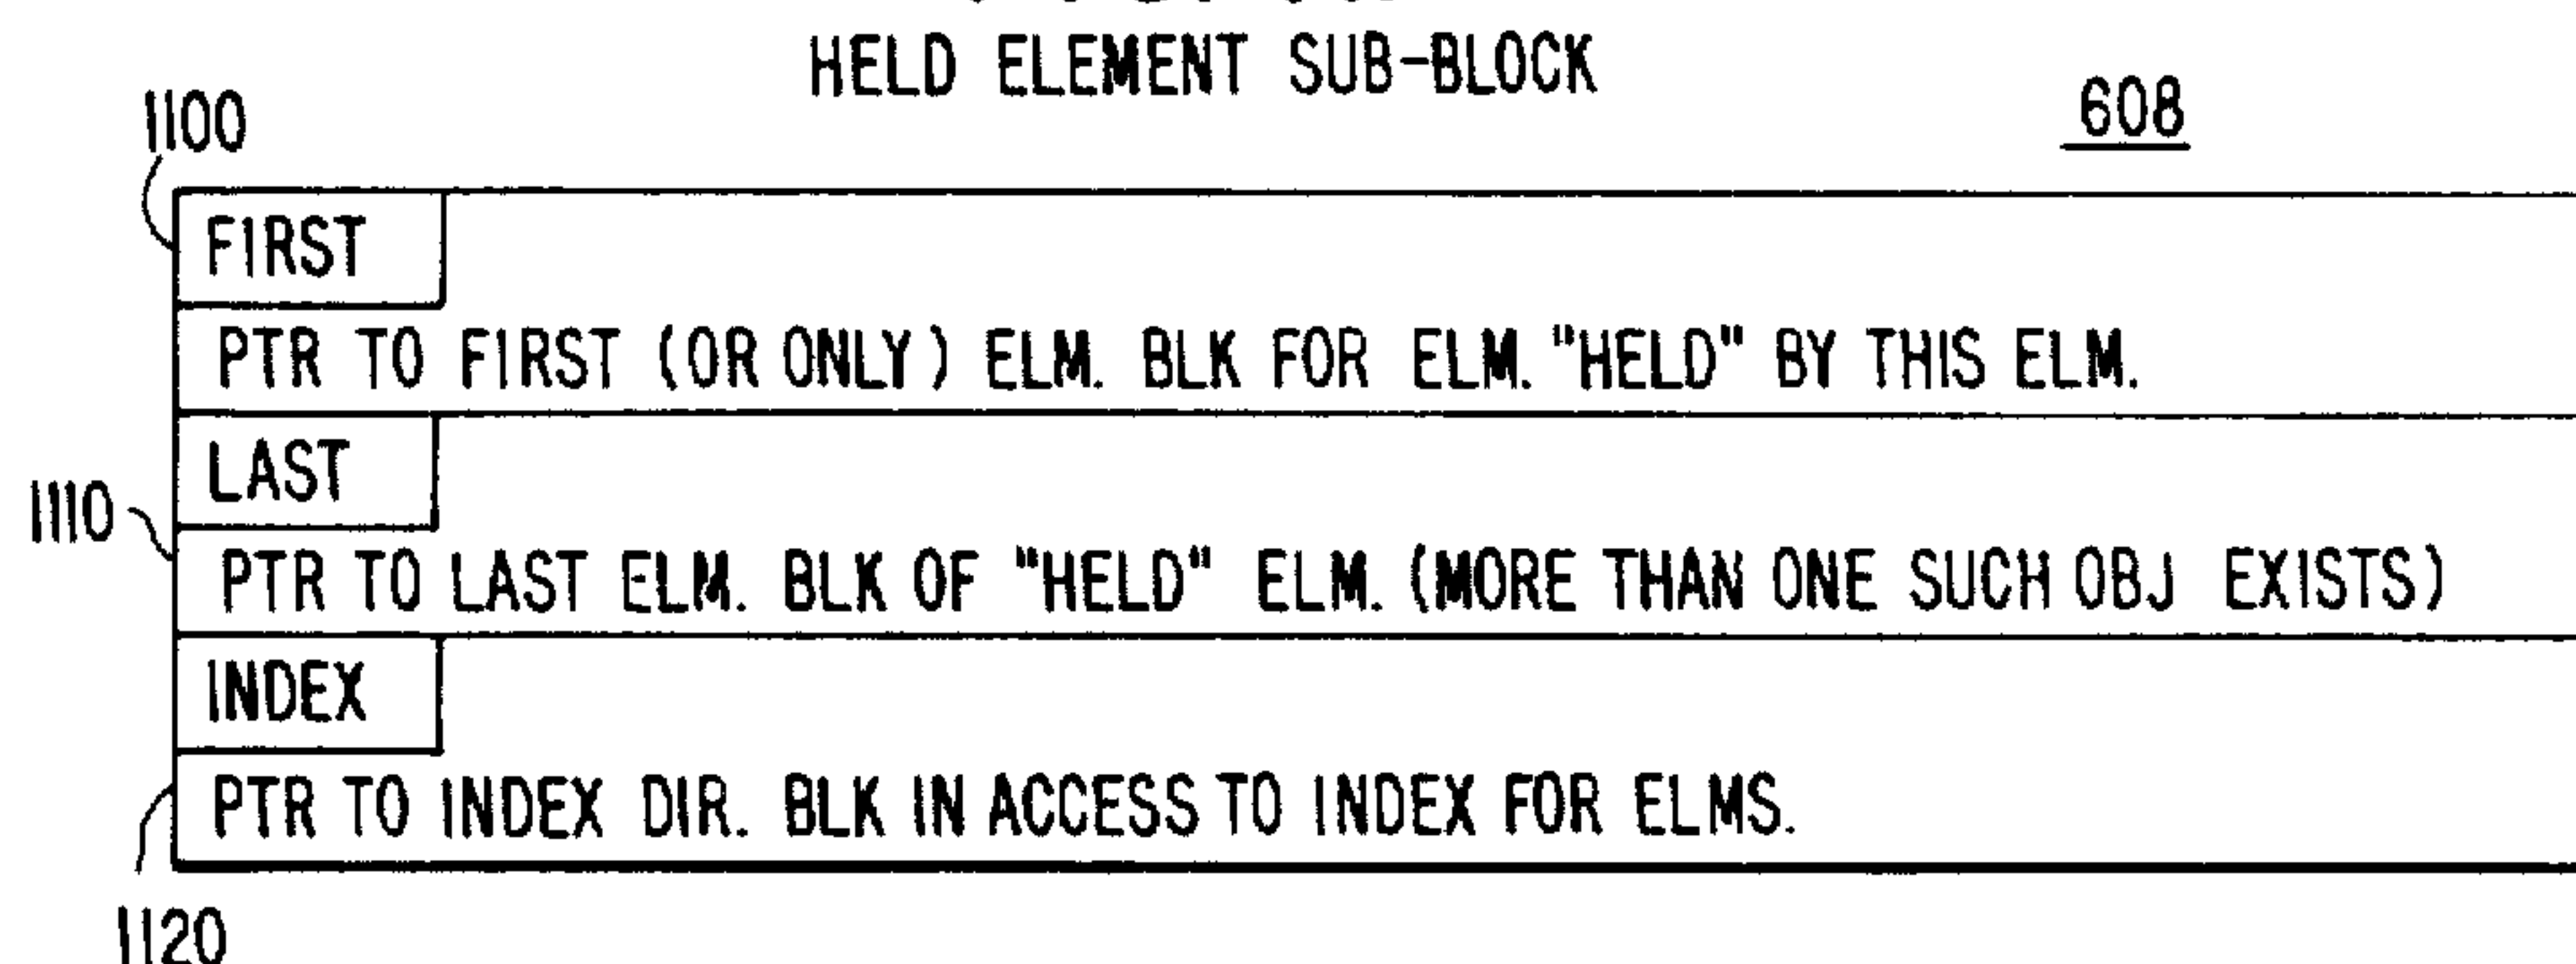 HELD ELEMENT SUB-BLOCK
608
1100
FIRST
PTR TO FIRST (OR ONLY) ELM. BLK FOR ELM. "HELD" BY THIS ELM.
LAST
1110
PTR TO LAST ELM. BLK OF "HELD" ELM. (MORE THAN ONE SUCH OBJ EXISTS)
INDEX
PTR TO INDEX DIR. BLK IN ACCESS TO INDEX FOR ELMS.
1120